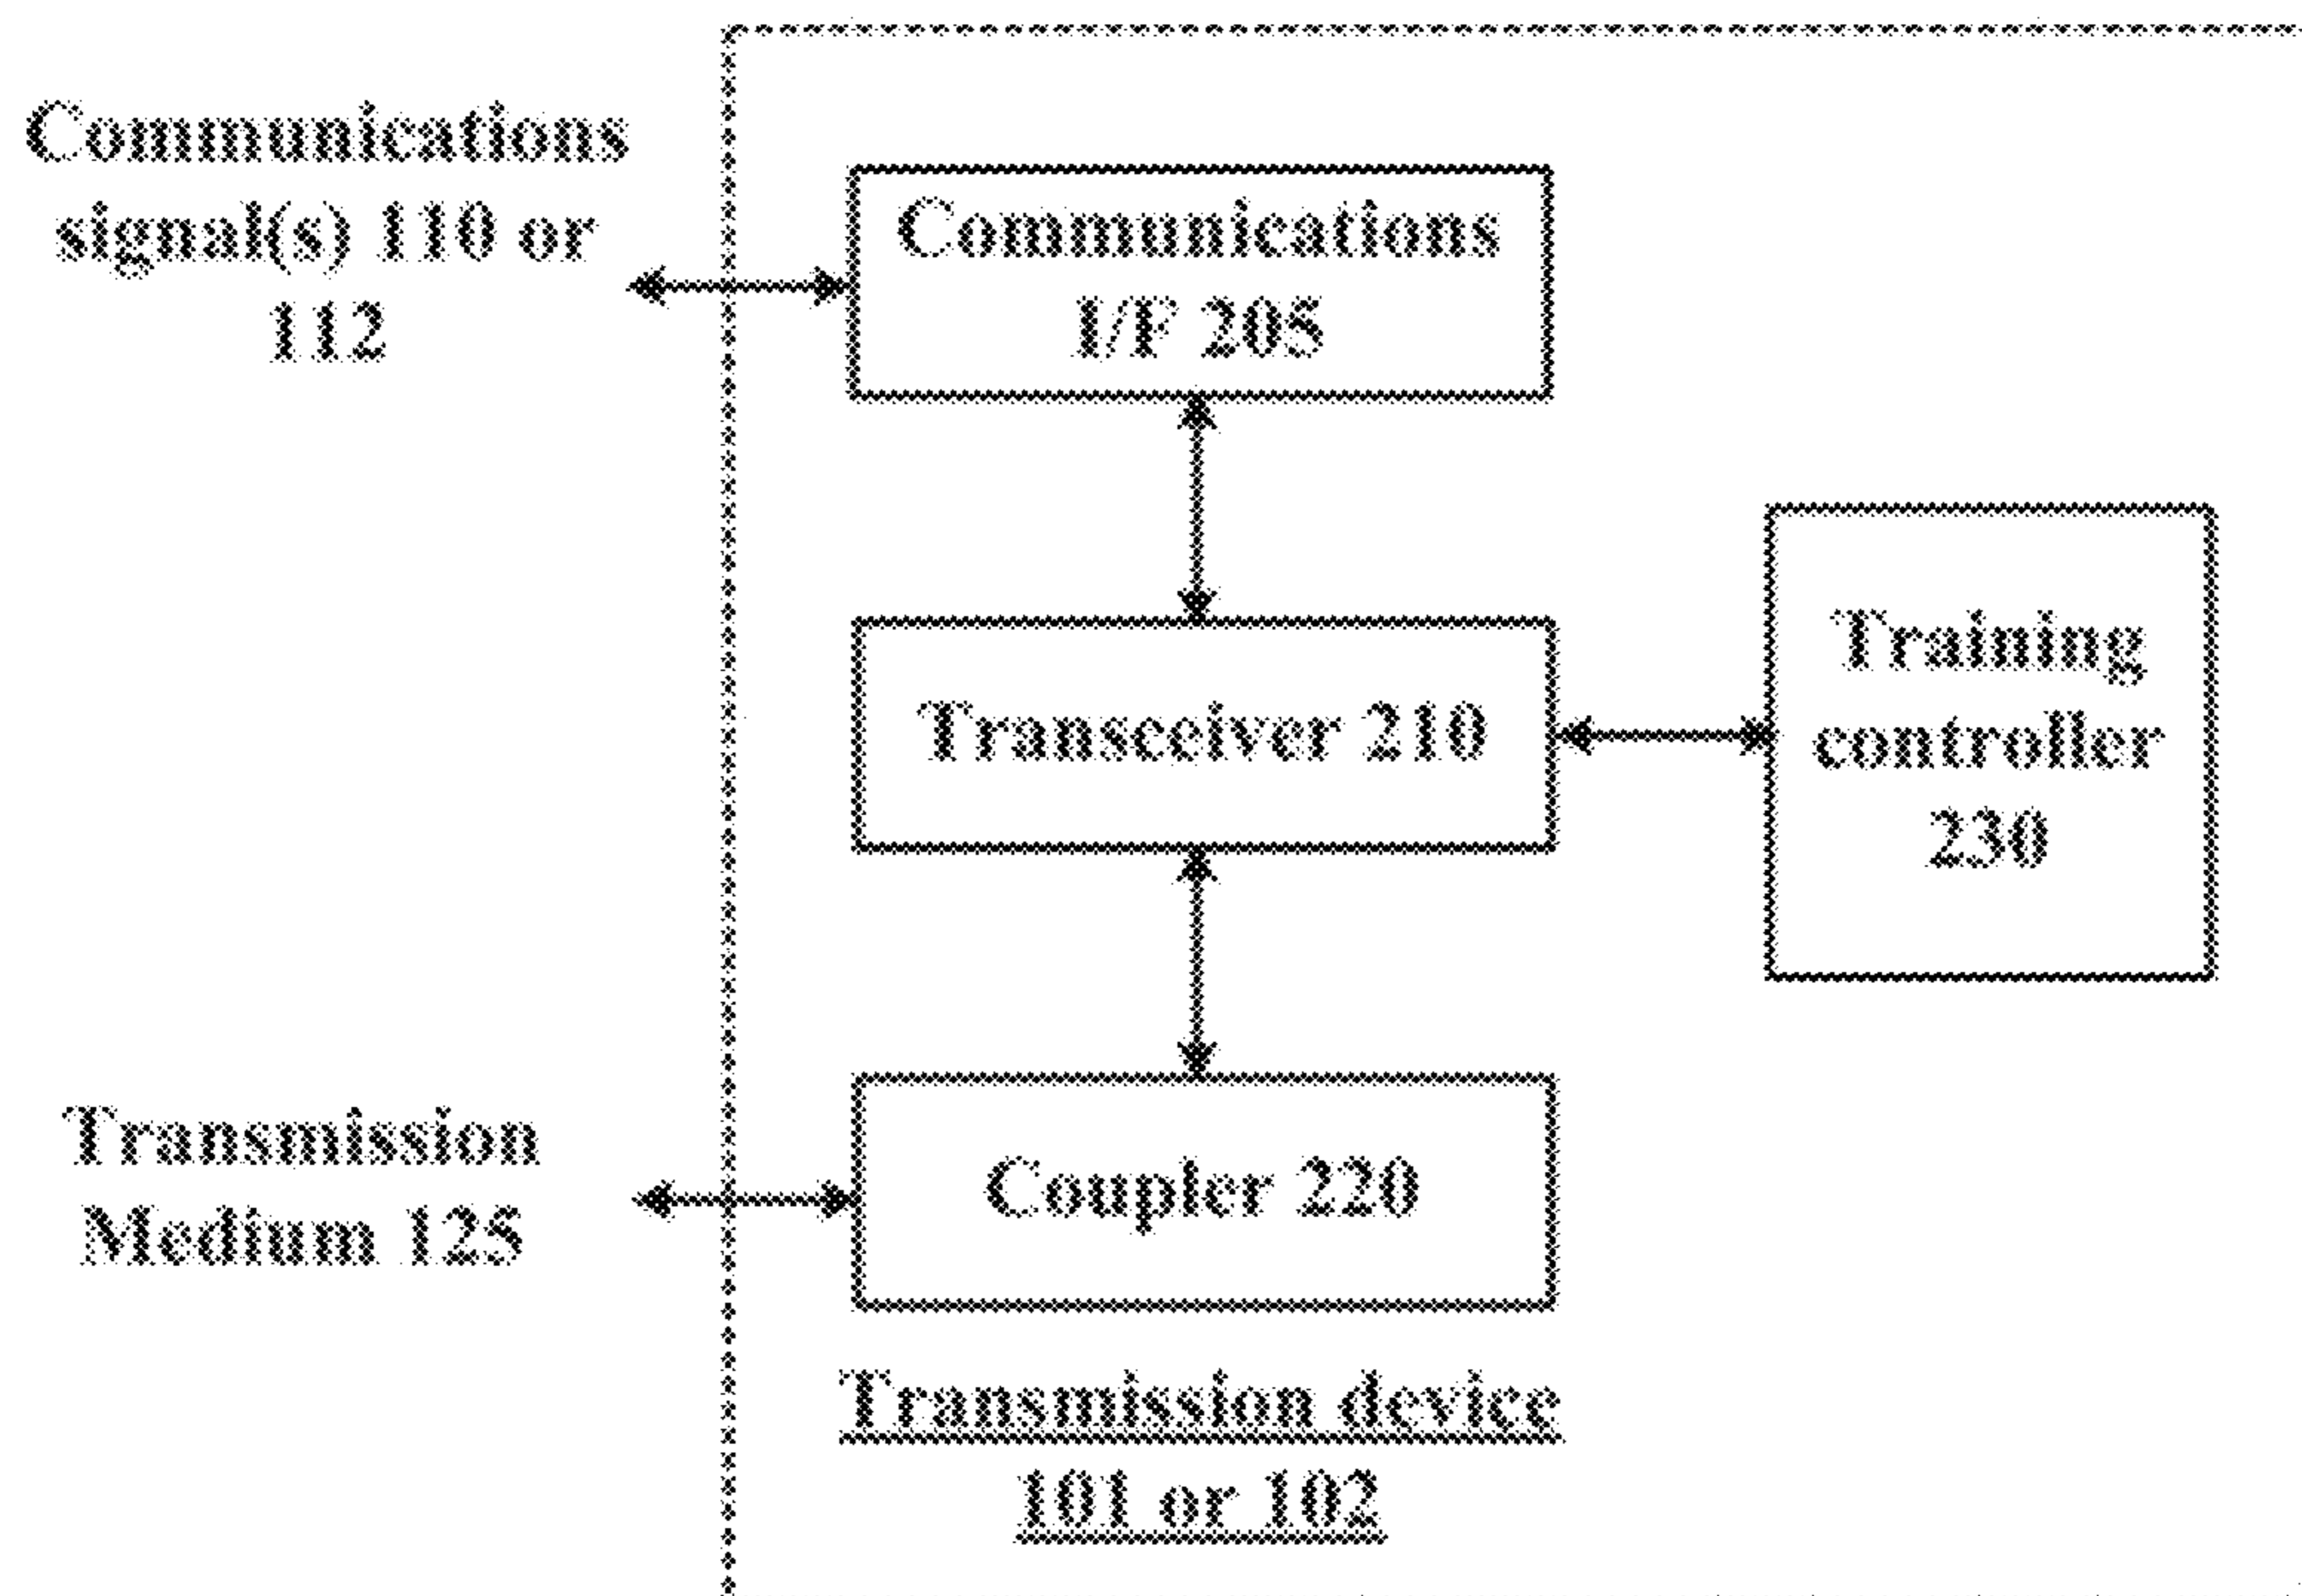 Communications
signal(s) 110 or
112
Communications
I/F 205
Transceiver 210
Training
controller
230
Transmission
Medium 125
Coupler 220
Transmission device
101 or 102